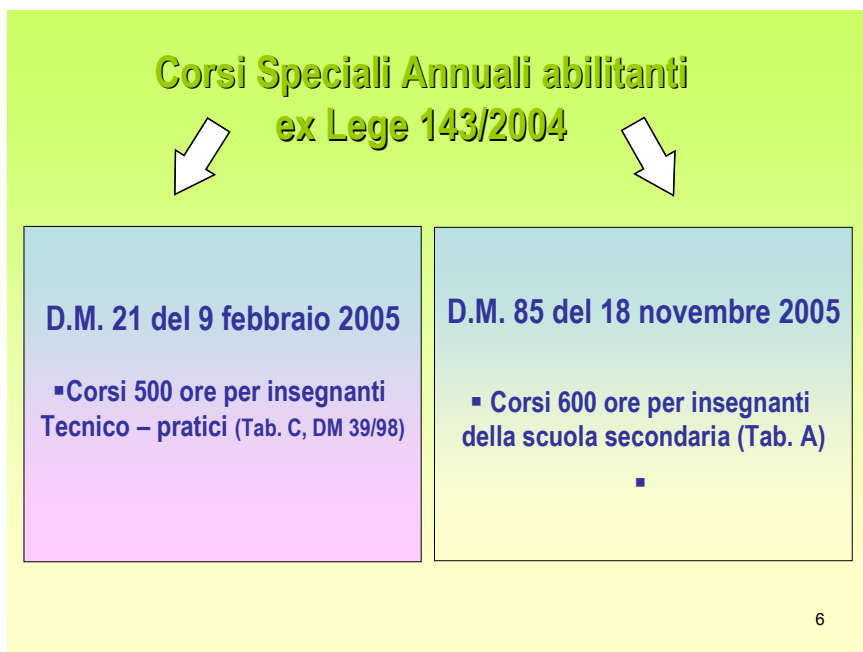 Corsi Speciali Annuali abilitanti
ex Lege 143/2004
D.M. 21 del 9 febbraio 2005
▪Corsi 500 ore per insegnanti
Tecnico – pratici (Tab. C, DM 39/98)
D.M. 85 del 18 novembre 2005
▪ Corsi 600 ore per insegnanti
della scuola secondaria (Tab. A)
▪
6